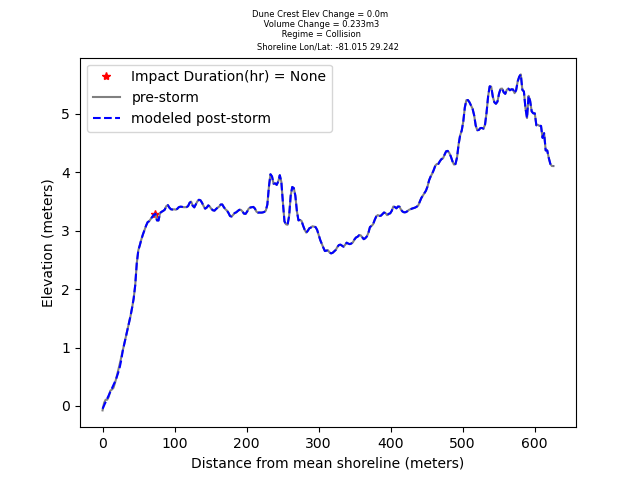 Dune Crest Elev Change = 0.0m
Volume Change = 0.233m3
Regime = Collision
Shoreline Lon/Lat: -81.015 29.242
Impact Duration(hr) = None
pre-storm
modeled post-storm
Elevation (meters)
5
4
3
2
1
0
0 100 200 300 400 500 600
Distance from mean shoreline (meters)